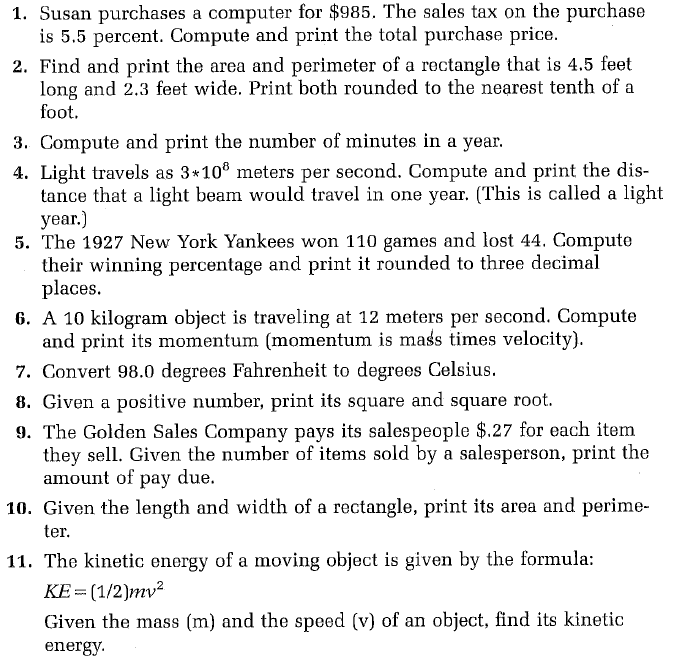 1. Susan purchases a computer for $985. The sales tax on the purchase
is 5.5 percent. Compute and print the total purchase price.
2. Find and print the area and perimeter of a rectangle that is 4.5 feet
long and 2.3 feet wide. Print both rounded to the nearest tenth of a
foot.
3. Compute and print the number of minutes in a year.
4. Light travels as 3*10⁸ meters per second. Compute and print the dis-
tance that a light beam would travel in one year. (This is called a light
year.)
5. The 1927 New York Yankees won 110 games and lost 44. Compute
their winning percentage and print it rounded to three decimal
places.
6. A 10 kilogram object is traveling at 12 meters per second. Compute
and print its momentum (momentum is mass times velocity).
7. Convert 98.0 degrees Fahrenheit to degrees Celsius.
8. Given a positive number, print its square and square root.
9. The Golden Sales Company pays its salespeople $.27 for each item
they sell. Given the number of items sold by a salesperson, print the
amount of pay due.
10. Given the length and width of a rectangle, print its area and perime-
ter.
11. The kinetic energy of a moving object is given by the formula:
KE=(1/2)mv²
Given the mass (m) and the speed (v) of an object, find its kinetic
energy.